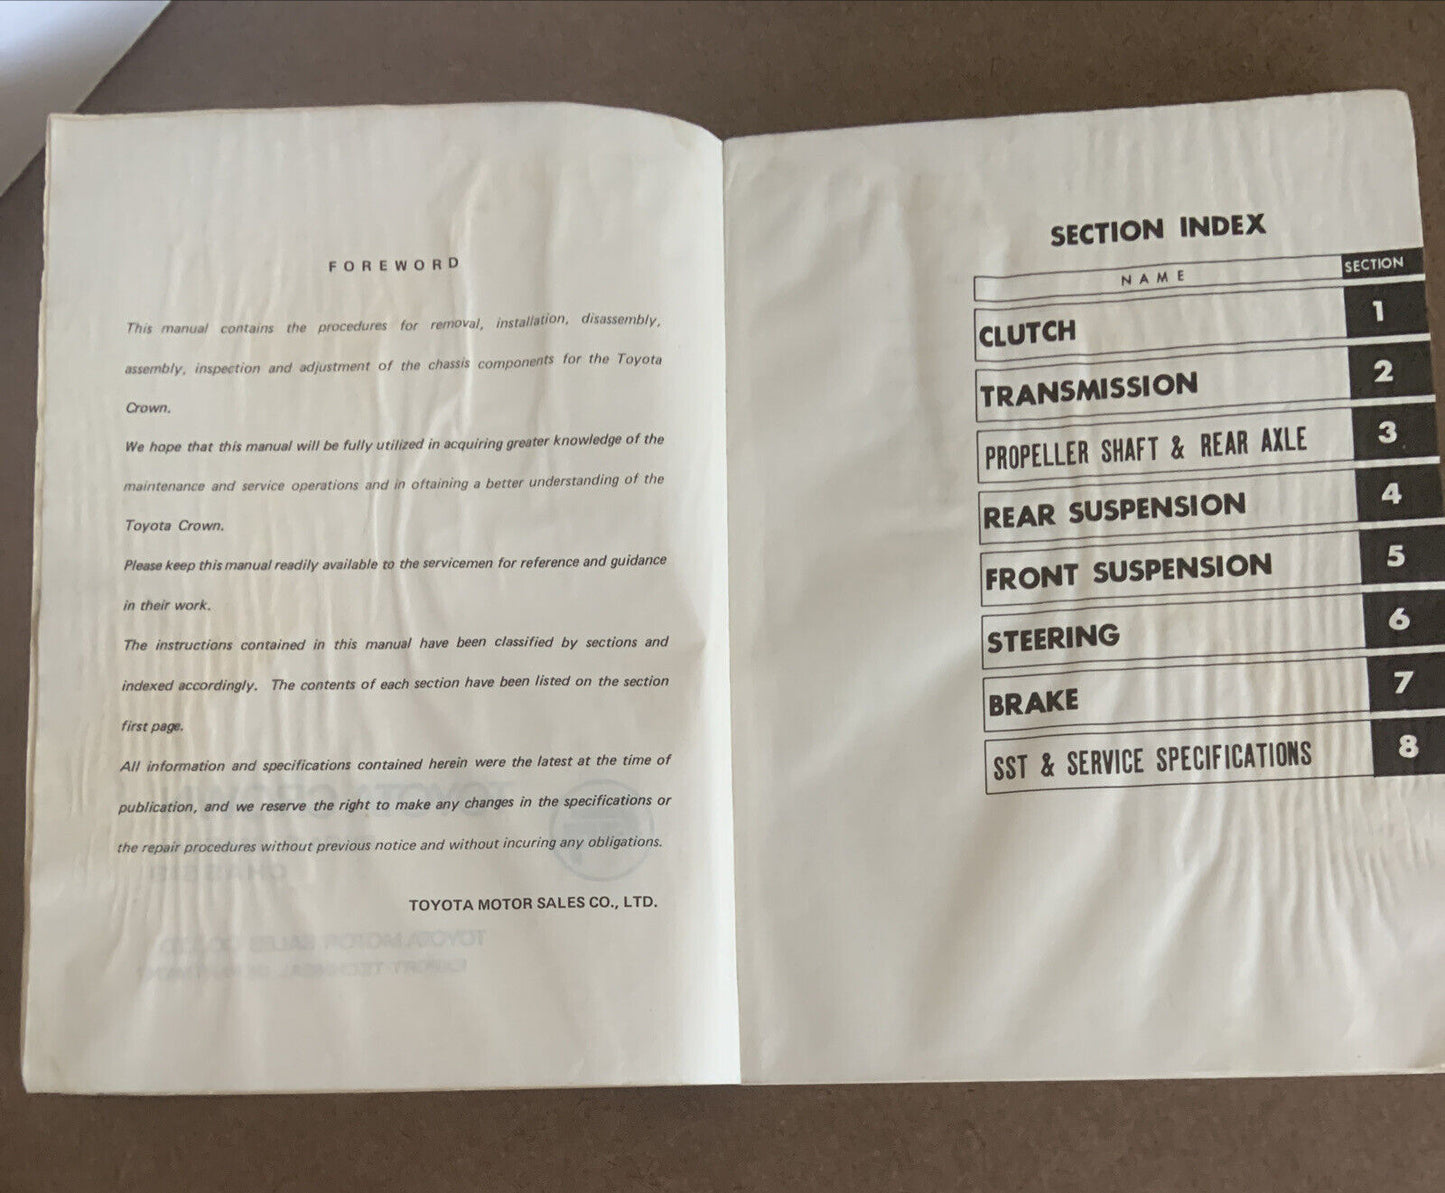 FOREWORD
This manual contains the procedures for removal, installation, disassembly,
assembly, inspection and adjustment of the chassis components for the Toyota
Crown.
We hope that this manual will be fully utilized in acquiring greater knowledge of the
maintenance and service operations and in oftaining a better understanding of the
Toyota Crown.
Please keep this manual readily available to the servicemen for reference and guidance
in their work.
The instructions contained in this manual have been classified by sections and
indexed accordingly. The contents of each section have been listed on the section
first page.
All information and specifications contained herein were the latest at the time of
publication, and we reserve the right to make any changes in the specifications or
the repair procedures without previous notice and without incuring any obligations.
TOYOTA MOTOR SALES CO., LTD.
SECTION INDEX
NAME SECTION
CLUTCH 1
TRANSMISSION 2
PROPELLER SHAFT & REAR AXLE 3
REAR SUSPENSION 4
FRONT SUSPENSION 5
STEERING 6
BRAKE 7
SST & SERVICE SPECIFICATIONS 8